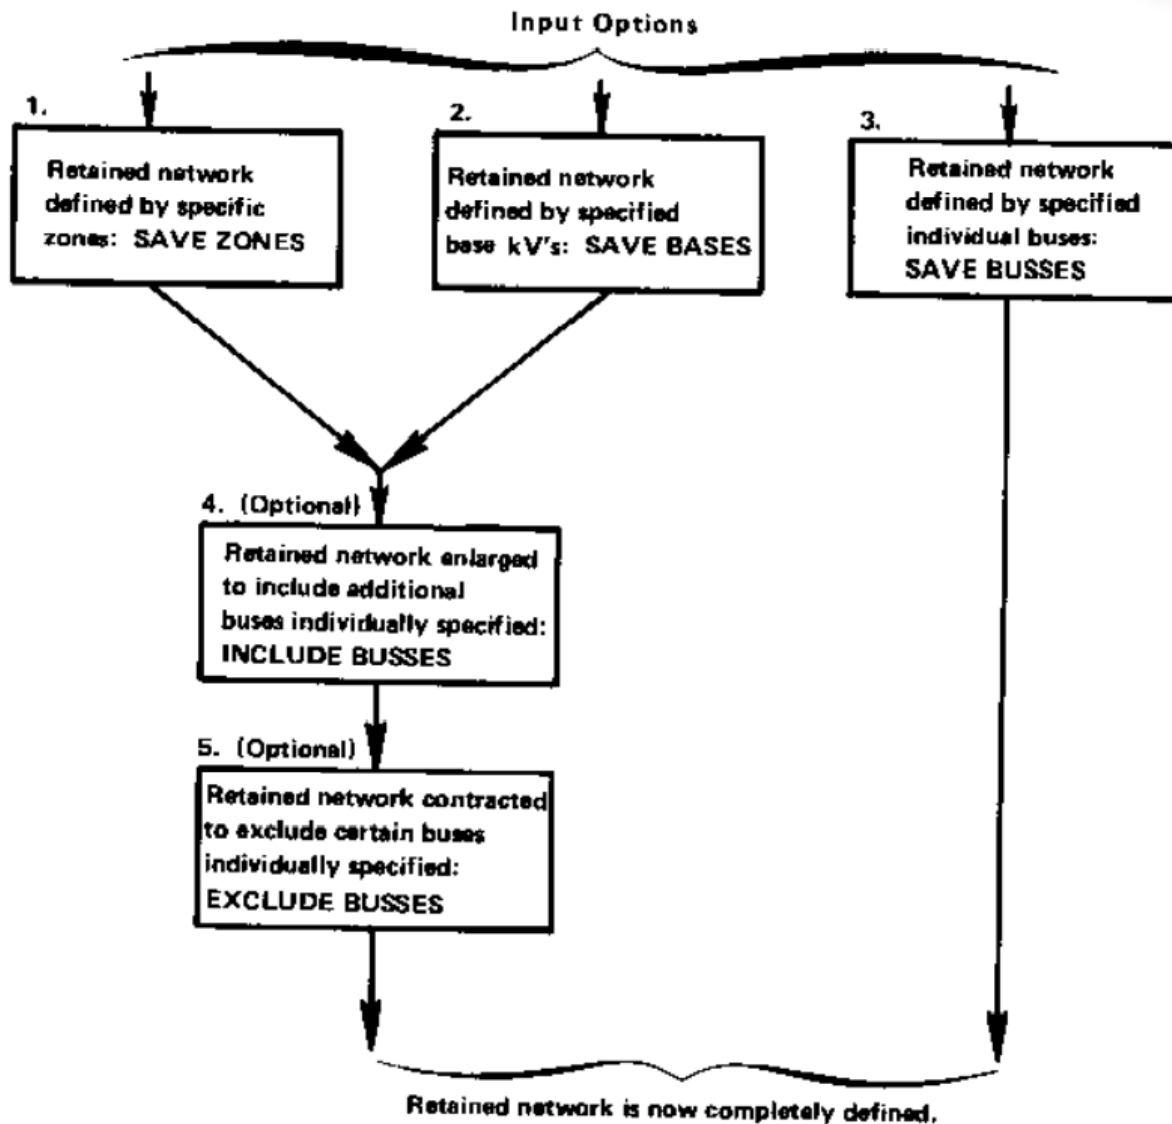 Input Options
1.
Retained network
defined by specific
zones: SAVE ZONES
2.
Retained network
defined by specified
base kV's: SAVE BASES
3.
Retained network
defined by specified
individual buses:
SAVE BUSSES
4. (Optional)
Retained network enlarged
to include additional
buses individually specified:
INCLUDE BUSSES
5. (Optional)
Retained network contracted
to exclude certain buses
individually specified:
EXCLUDE BUSSES
Retained network is now completely defined.